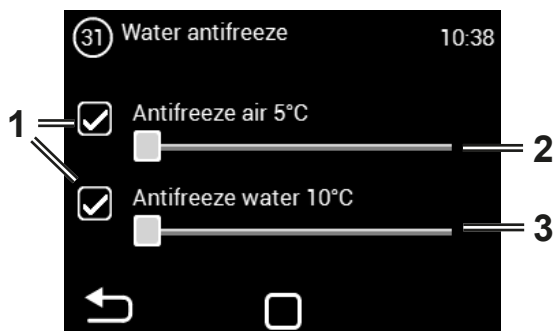 31 Water antifreeze 10:38
1 Antifreeze air 5°C
2
Antifreeze water 10°C
3